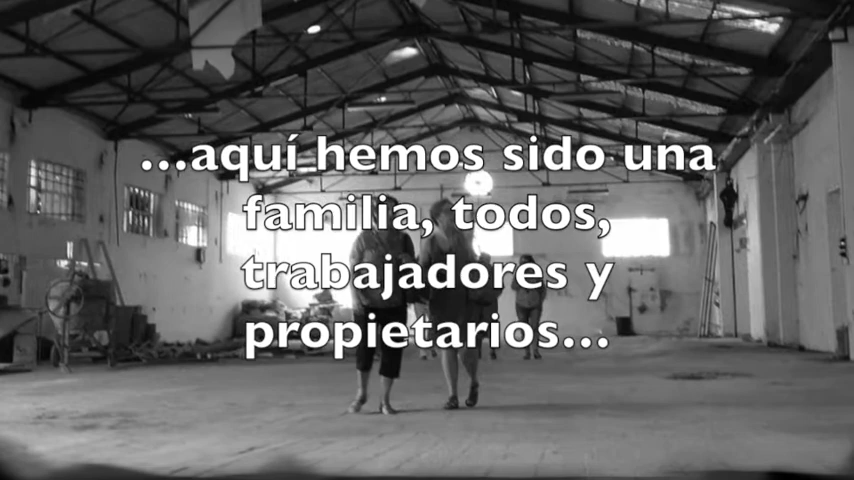 ...aquí hemos sido una
familia, todos,
trabajadores y
propietarios...